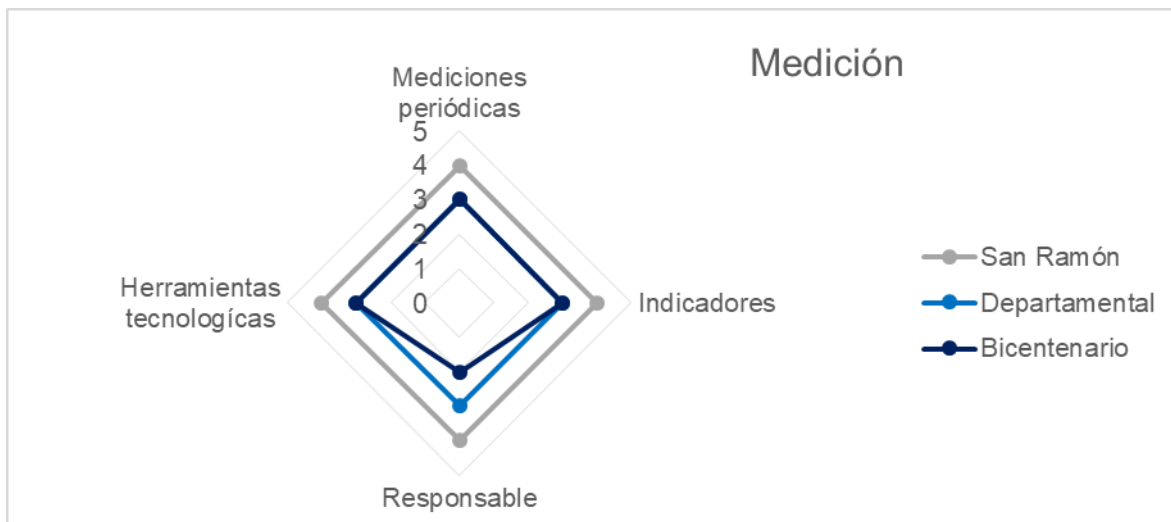 Medición
Mediciones
periódicas
5
4
3
2
1
0
Herramientas
tecnologícas
Indicadores
Responsable
San Ramón
Departamental
Bicentenario